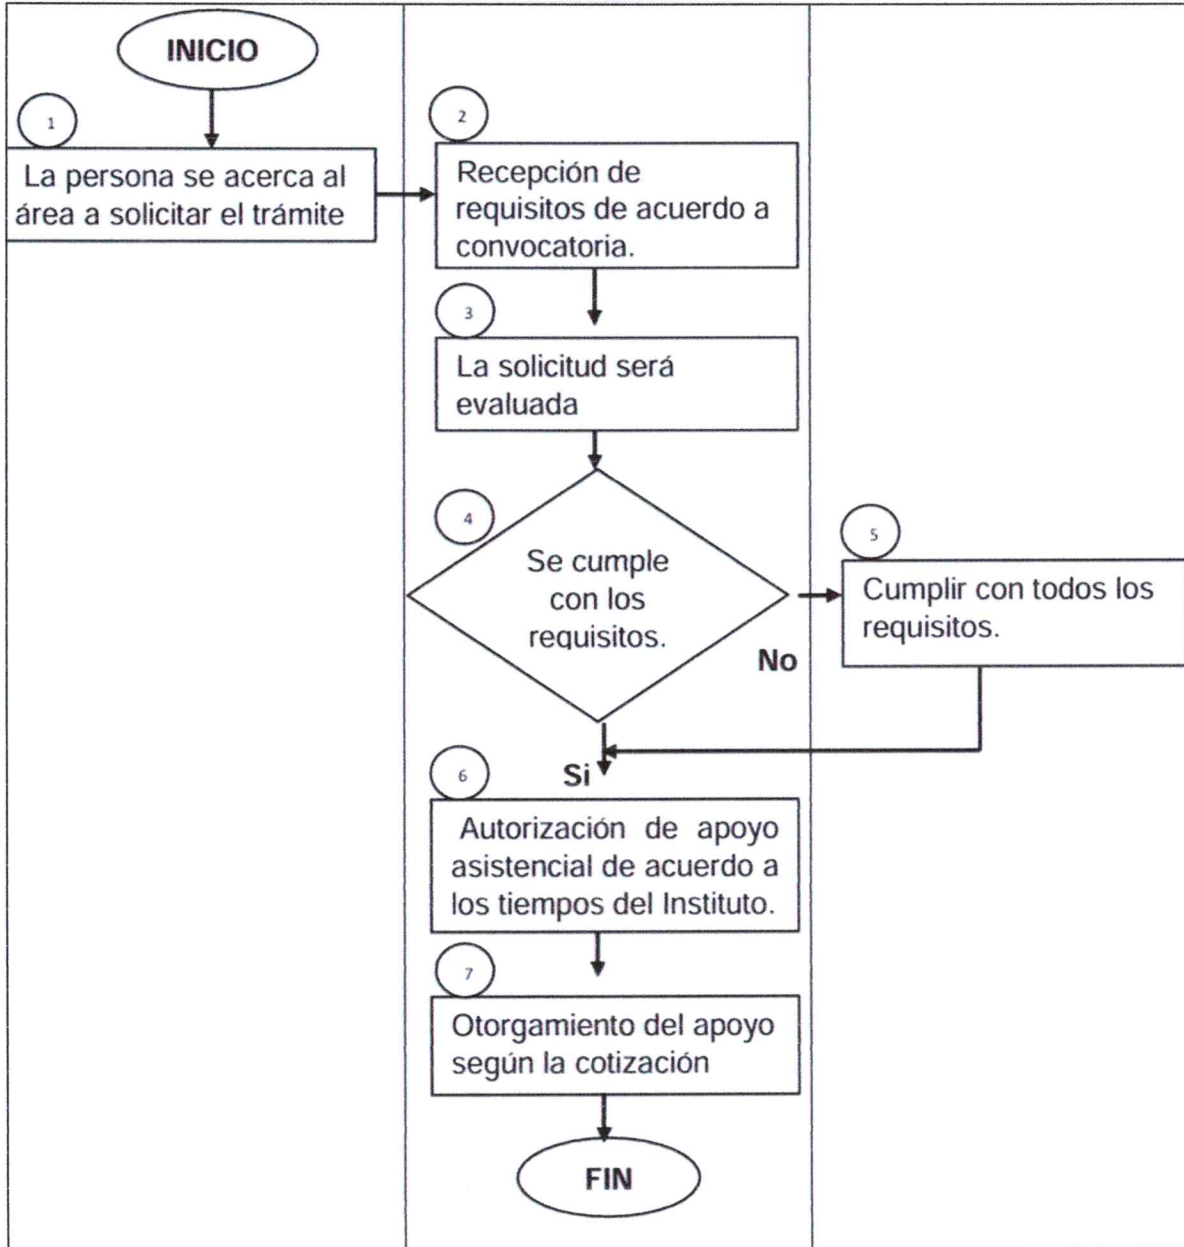 INICIO
1
La persona se acerca al
área a solicitar el trámite
2
Recepción de
requisitos de acuerdo a
convocatoria.
3
La solicitud será
evaluada
4
Se cumple
con los
requisitos.
No
5
Cumplir con todos los
requisitos.
Si
6
Autorización de apoyo
asistencial de acuerdo a
los tiempos del Instituto.
7
Otorgamiento del apoyo
según la cotización
FIN